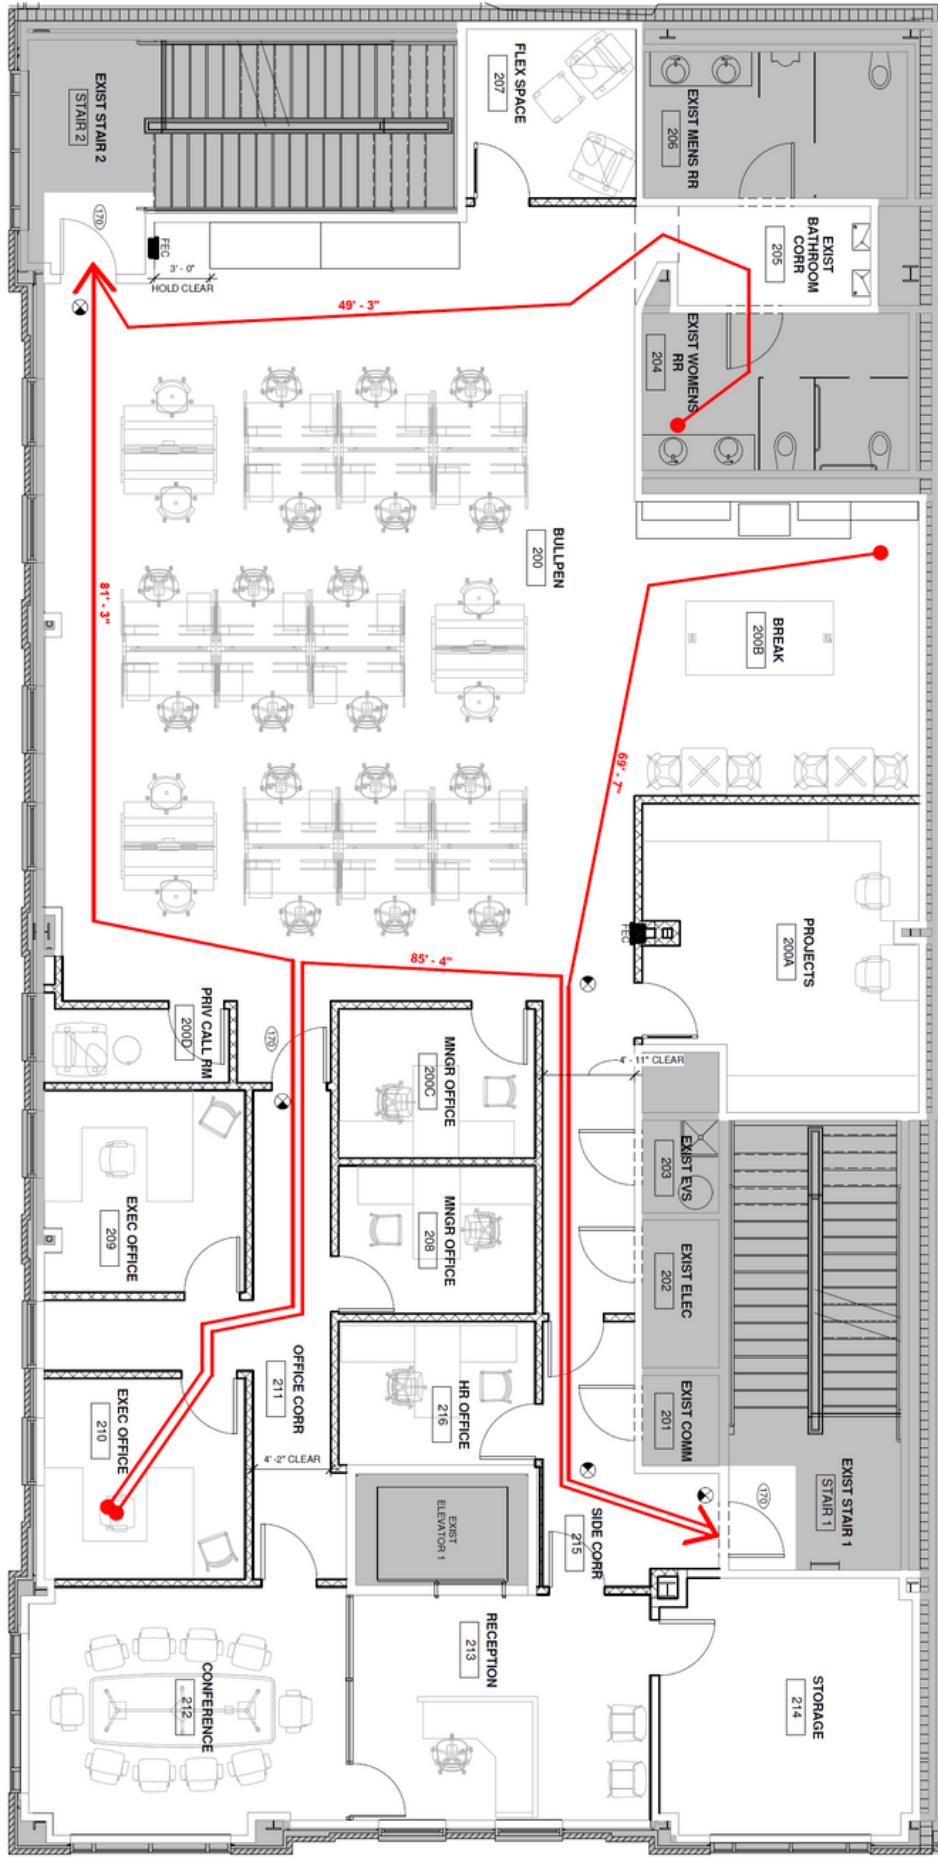 EXIST STAIR 2
STAIR 2
170
FEC
3' - 0"
HOLD CLEAR
FLEX SPACE
207
EXIST MENS RR
206
EXIST
BATHROOM
CORR
205
EXIST WOMENS
RR
204
49' - 3"
BULLPEN
200
81' - 3"
BREAK
200B
69' - 7"
PROJECTS
200A
FEC
85' - 4"
PRIV CALL RM
200D
170
MNGR OFFICE
200C
4' - 11" CLEAR
EXIST EVS
203
EXEC OFFICE
209
MNGR OFFICE
208
EXIST ELEC
202
OFFICE CORR
211
HR OFFICE
216
EXIST COMM
201
EXEC OFFICE
210
4' -2" CLEAR
EXIST
ELEVATOR 1
SIDE CORR
215
170
EXIST STAIR 1
STAIR 1
CONFERENCE
212
RECEPTION
213
STORAGE
214